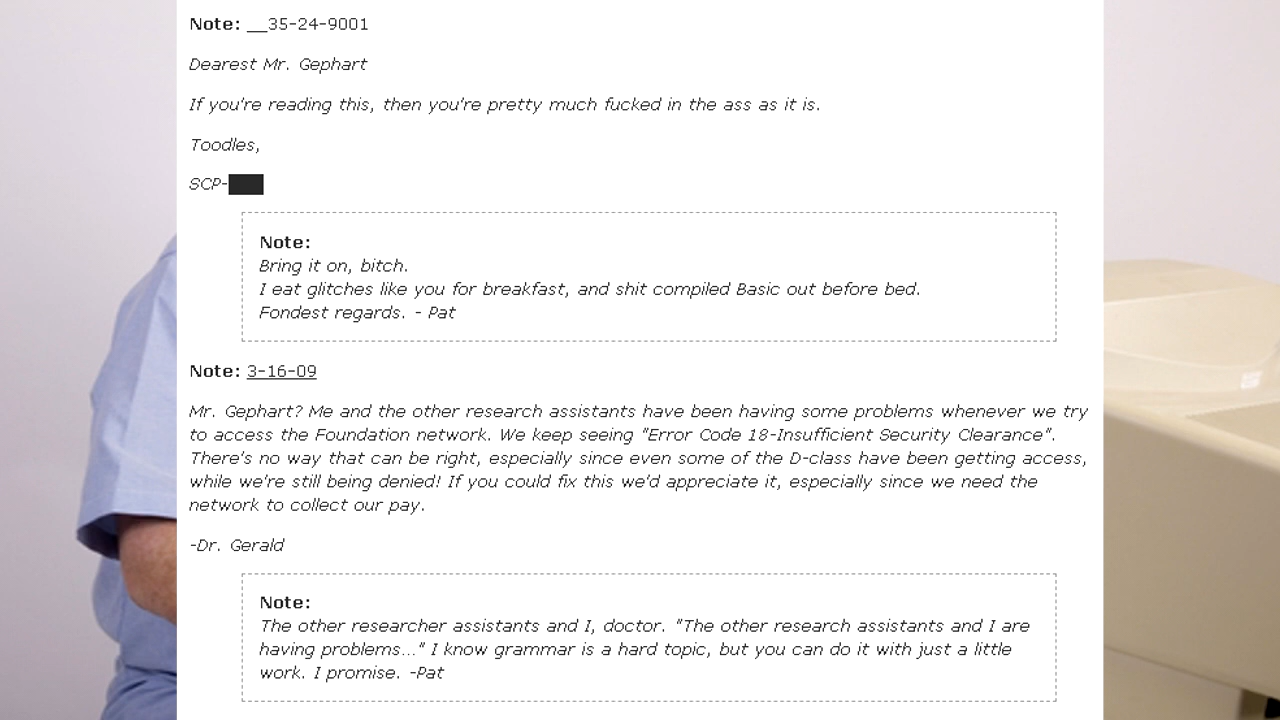 Note: __35-24-9001
Dearest Mr. Gephart
If you're reading this, then you're pretty much fucked in the ass as it is.
Toodles,
SCP-███
Note:
Bring it on, bitch.
I eat glitches like you for breakfast, and shit compiled Basic out before bed.
Fondest regards. - Pat
Note: 3-16-09
Mr. Gephart? Me and the other research assistants have been having some problems whenever we try
to access the Foundation network. We keep seeing "Error Code 18-Insufficient Security Clearance".
There's no way that can be right, especially since even some of the D-class have been getting access,
while we're still being denied! If you could fix this we'd appreciate it, especially since we need the
network to collect our pay.
-Dr. Gerald
Note:
The other researcher assistants and I, doctor. "The other research assistants and I are
having problems..." I know grammar is a hard topic, but you can do it with just a little
work. I promise. -Pat